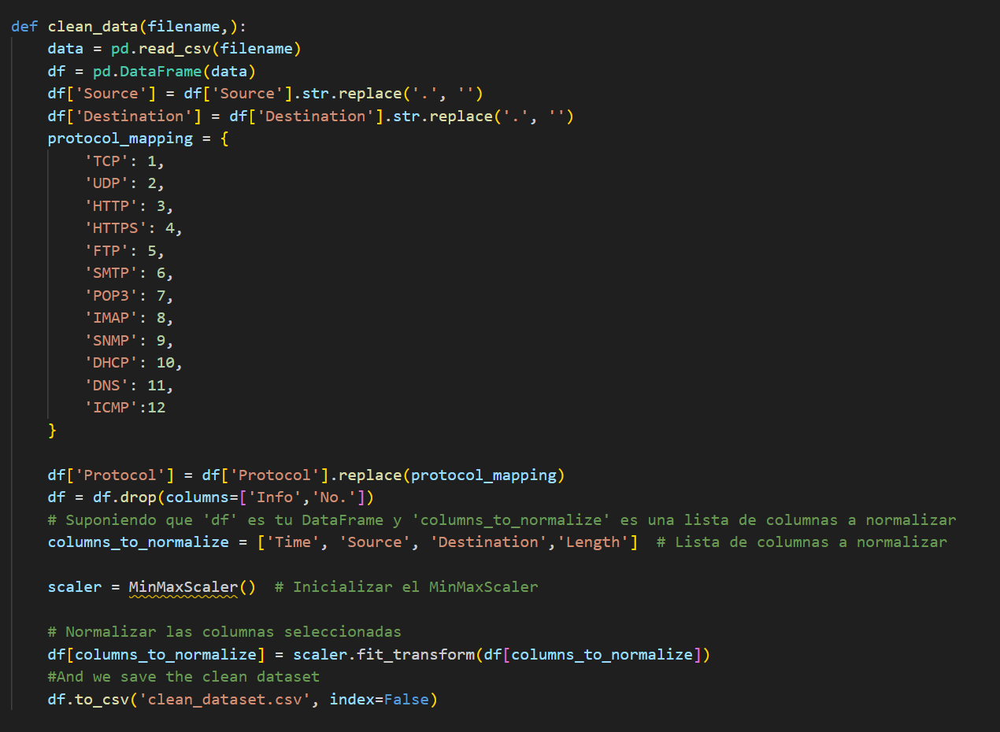 def clean_data(filename,):
    data = pd.read_csv(filename)
    df = pd.DataFrame(data)
    df['Source'] = df['Source'].str.replace('.', '')
    df['Destination'] = df['Destination'].str.replace('.', '')
    protocol_mapping = {
        'TCP': 1,
        'UDP': 2,
        'HTTP': 3,
        'HTTPS': 4,
        'FTP': 5,
        'SMTP': 6,
        'POP3': 7,
        'IMAP': 8,
        'SNMP': 9,
        'DHCP': 10,
        'DNS': 11,
        'ICMP':12
    }

    df['Protocol'] = df['Protocol'].replace(protocol_mapping)
    df = df.drop(columns=['Info','No.'])
    # Suponiendo que 'df' es tu DataFrame y 'columns_to_normalize' es una lista de columnas a normalizar
    columns_to_normalize = ['Time', 'Source', 'Destination','Length']  # Lista de columnas a normalizar

    scaler = MinMaxScaler()  # Inicializar el MinMaxScaler

    # Normalizar las columnas seleccionadas
    df[columns_to_normalize] = scaler.fit_transform(df[columns_to_normalize])
    #And we save the clean dataset
    df.to_csv('clean_dataset.csv', index=False)